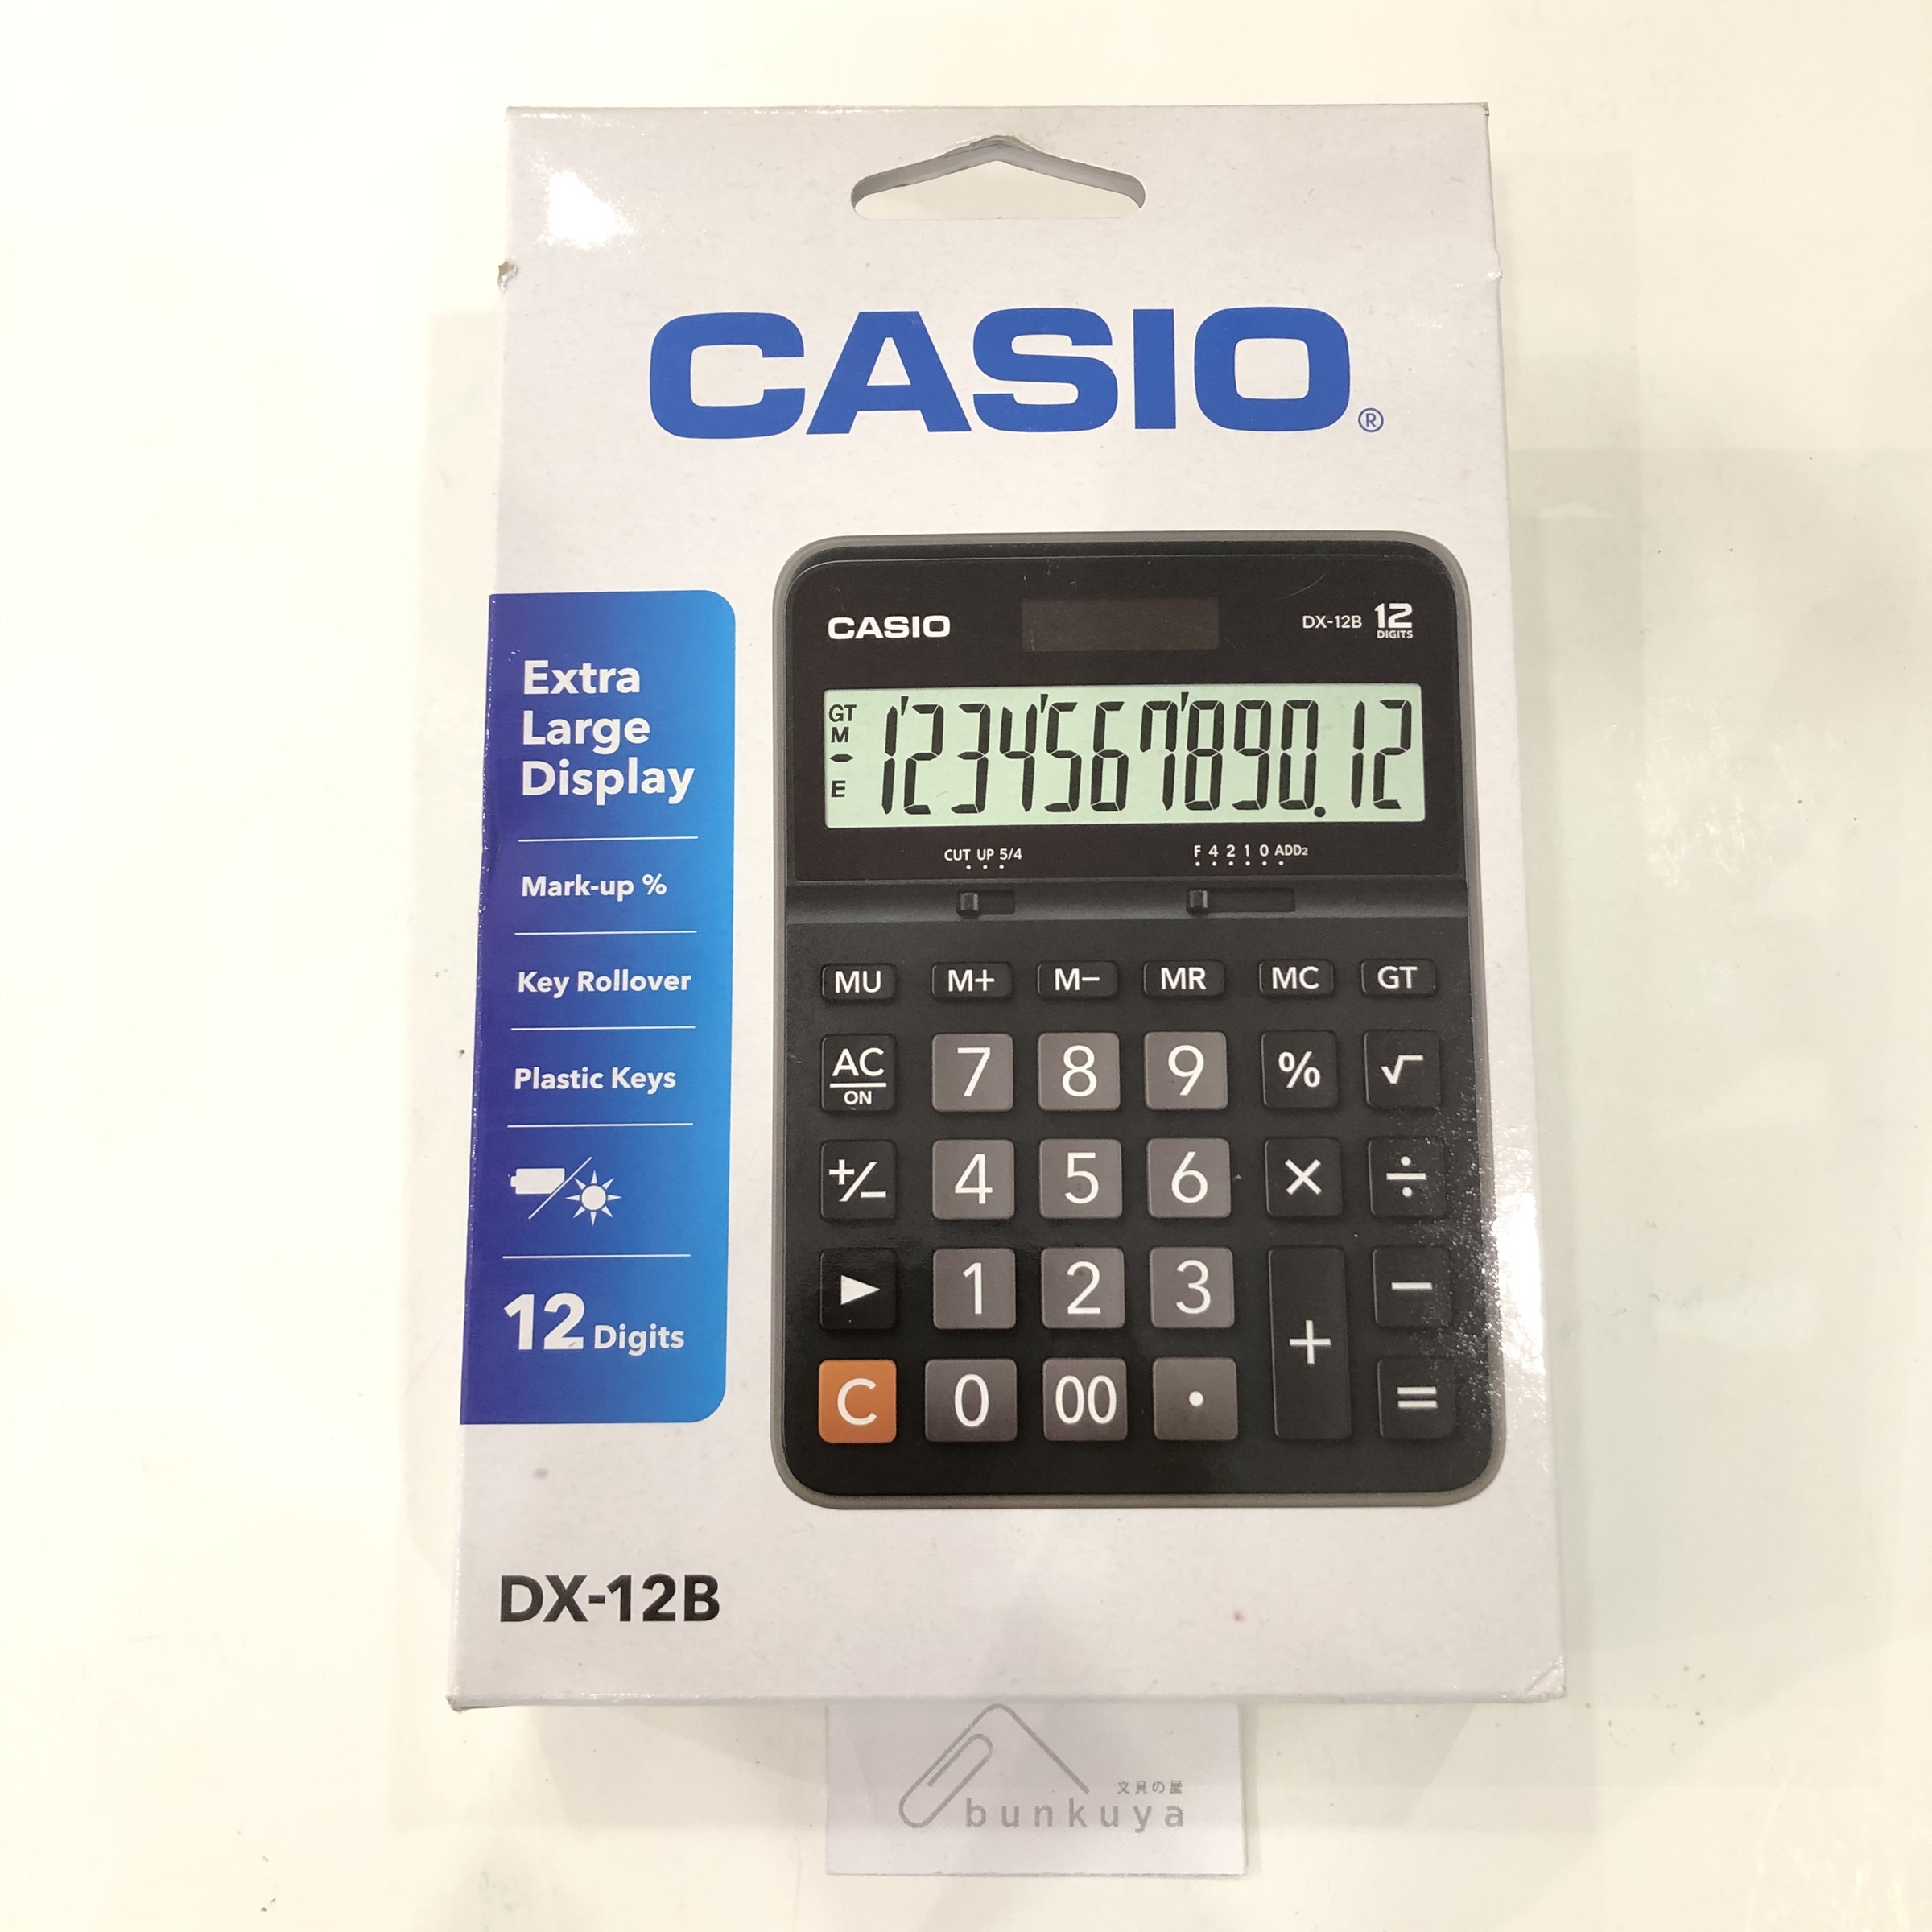 CASIO®
Extra
Large
Display
Mark-up %
Key Rollover
Plastic Keys
12 Digits
CASIO
DX-12B 12
DIGITS
GT
M
−
E
1'234'567'890.12
CUT UP 5/4
F 4 2 1 0 ADD2
MU M+ M− MR MC GT
AC
ON
7 8 9 % √
+/− 4 5 6 × ÷
▶ 1 2 3 + −
C 0 00 · =
DX-12B
文具の屋
bunkuya